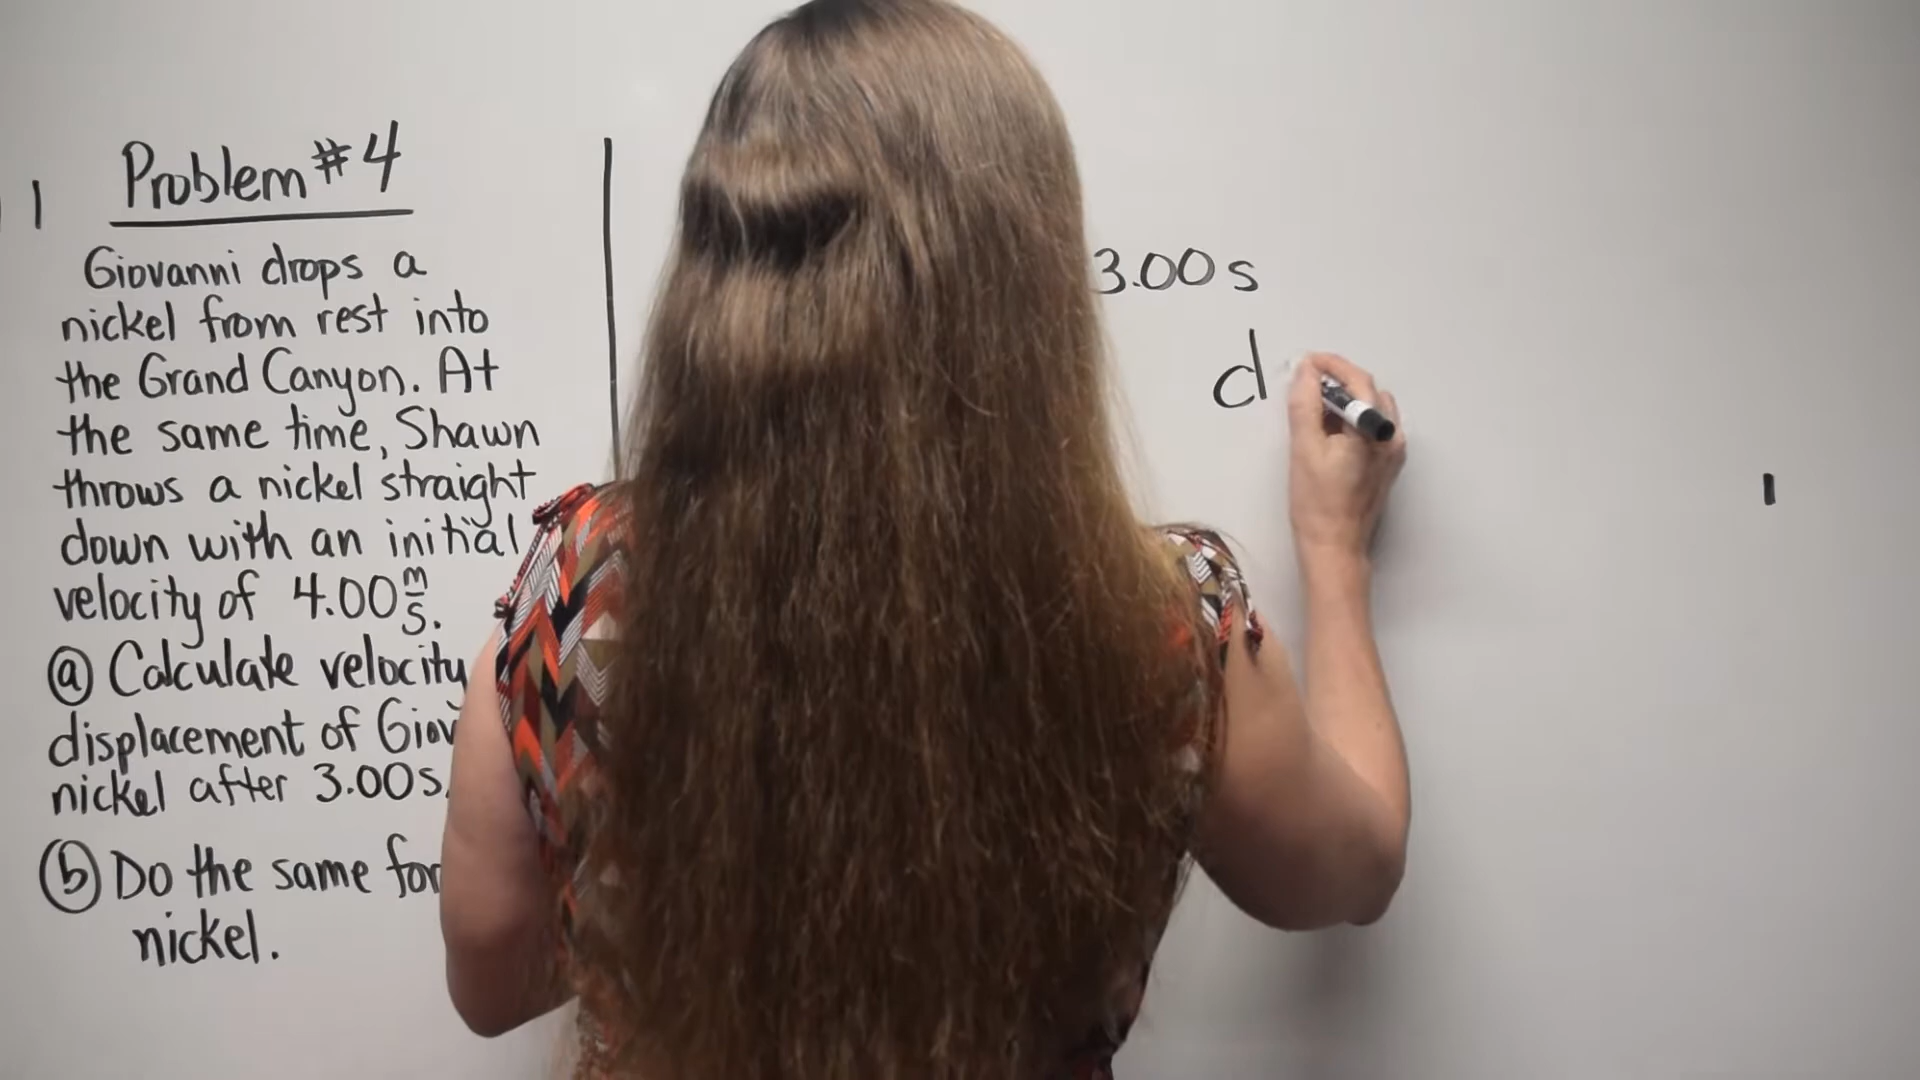 Problem #4
Giovanni drops a
nickel from rest into
the Grand Canyon. At
the same time, Shawn
throws a nickel straight
down with an initial
velocity of 4.00 m/s.
ⓐ Calculate velocity
displacement of
nickel after 3.00s.
ⓑ Do the same for
nickel.
3.00 s
d